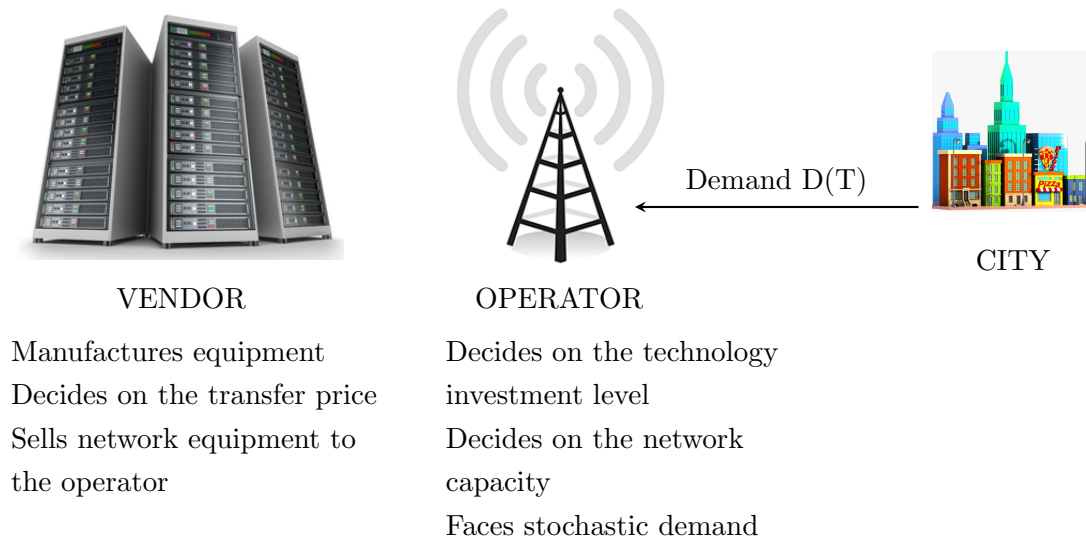 Demand D(T)
Pizza
CITY
VENDOR
Manufactures equipment
Decides on the transfer price
Sells network equipment to
the operator
OPERATOR
Decides on the technology
investment level
Decides on the network
capacity
Faces stochastic demand